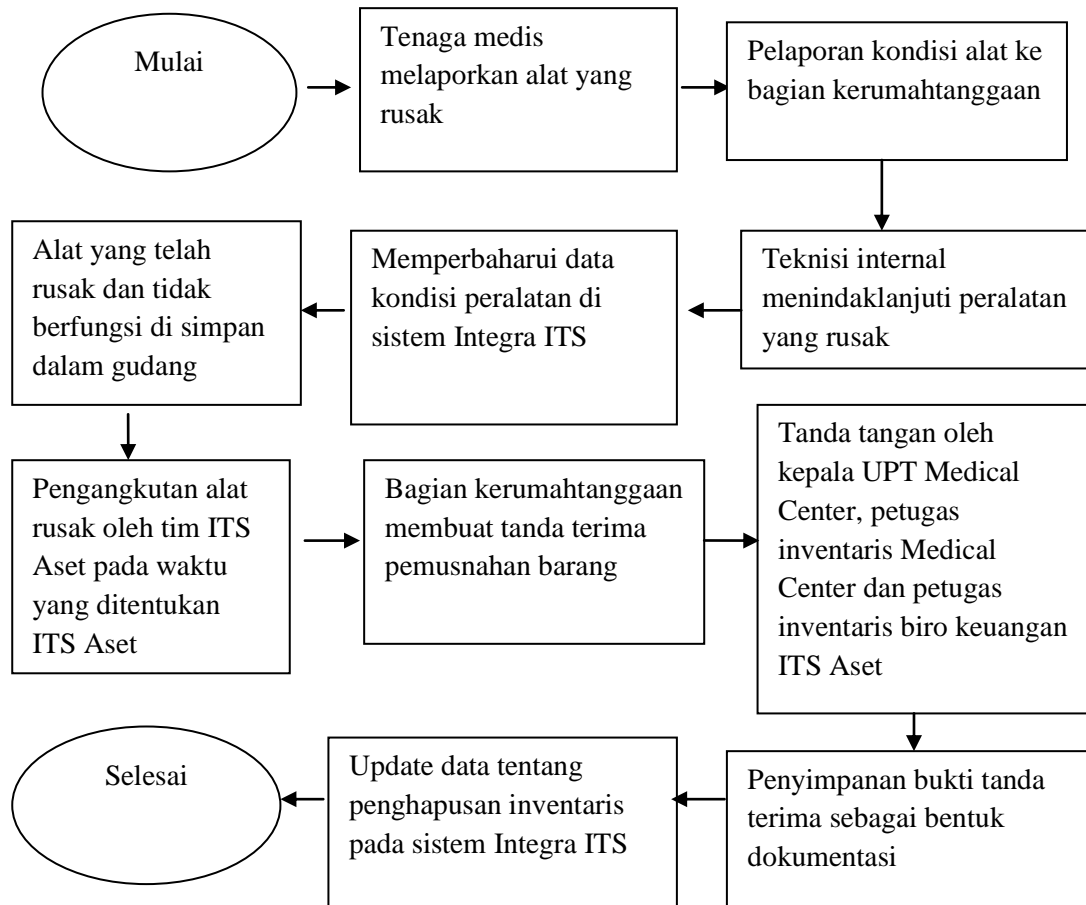 Mulai
Tenaga medis
melaporkan alat yang
rusak
Pelaporan kondisi alat ke
bagian kerumahtanggaan
Teknisi internal
menindaklanjuti peralatan
yang rusak
Memperbaharui data
kondisi peralatan di
sistem Integra ITS
Alat yang telah
rusak dan tidak
berfungsi di simpan
dalam gudang
Pengangkutan alat
rusak oleh tim ITS
Aset pada waktu
yang ditentukan
ITS Aset
Bagian kerumahtanggaan
membuat tanda terima
pemusnahan barang
Tanda tangan oleh
kepala UPT Medical
Center, petugas
inventaris Medical
Center dan petugas
inventaris biro keuangan
ITS Aset
Penyimpanan bukti tanda
terima sebagai bentuk
dokumentasi
Update data tentang
penghapusan inventaris
pada sistem Integra ITS
Selesai